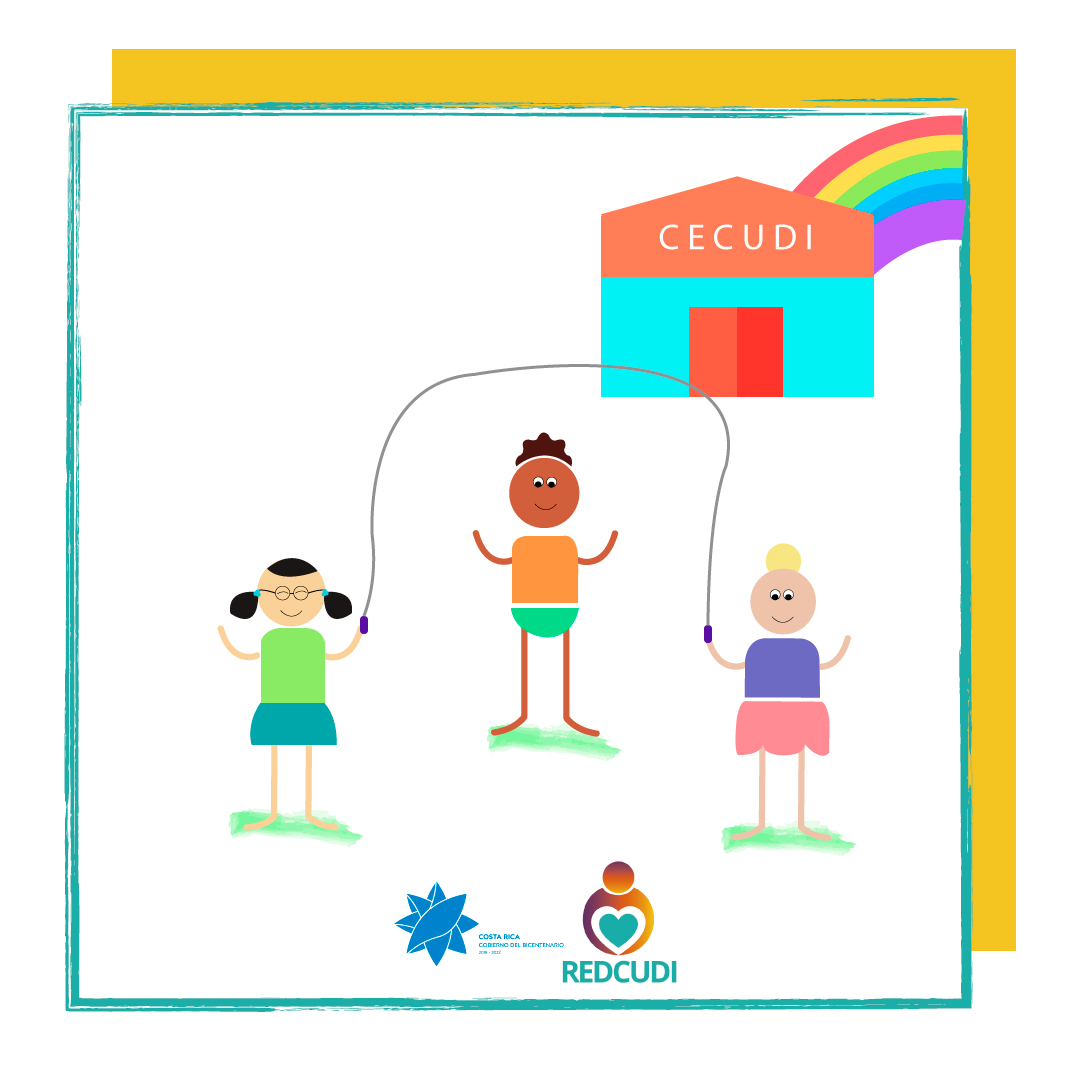 CECUDI
COSTA RICA
GOBIERNO DEL BICENTENARIO
2018 - 2022
REDCUDI